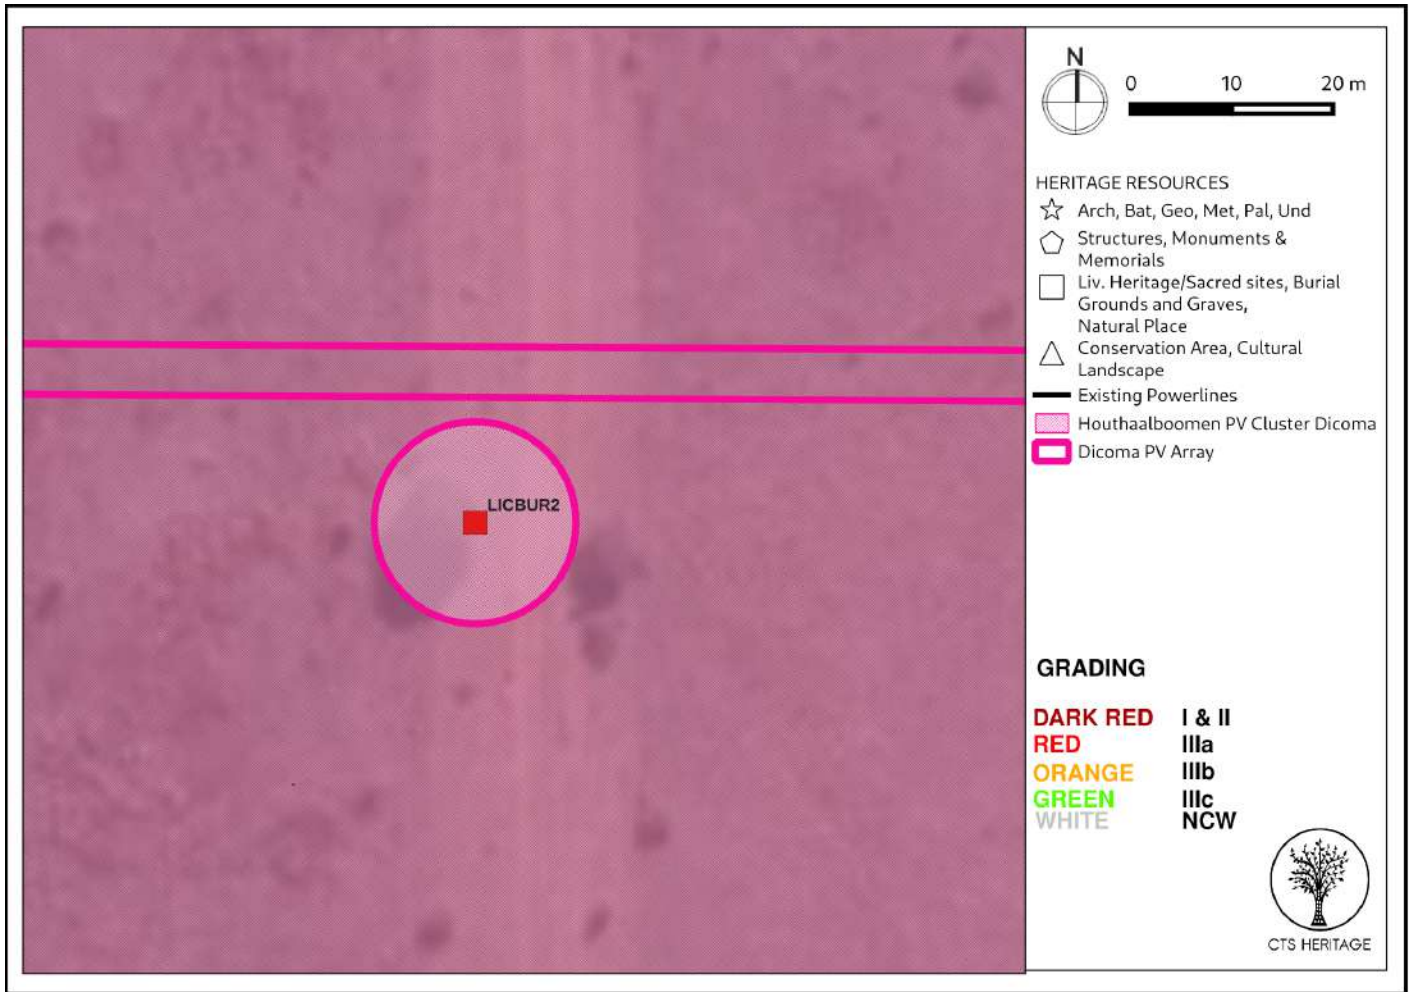 N
0 10 20 m
HERITAGE RESOURCES
Arch, Bat, Geo, Met, Pal, Und
Structures, Monuments &
Memorials
Liv. Heritage/Sacred sites, Burial
Grounds and Graves,
Natural Place
Conservation Area, Cultural
Landscape
Existing Powerlines
Houthaalboomen PV Cluster Dicoma
Dicoma PV Array
LICBUR2
GRADING
DARK RED I & II
RED IIIa
ORANGE IIIb
GREEN IIIc
WHITE NCW
CTS HERITAGE